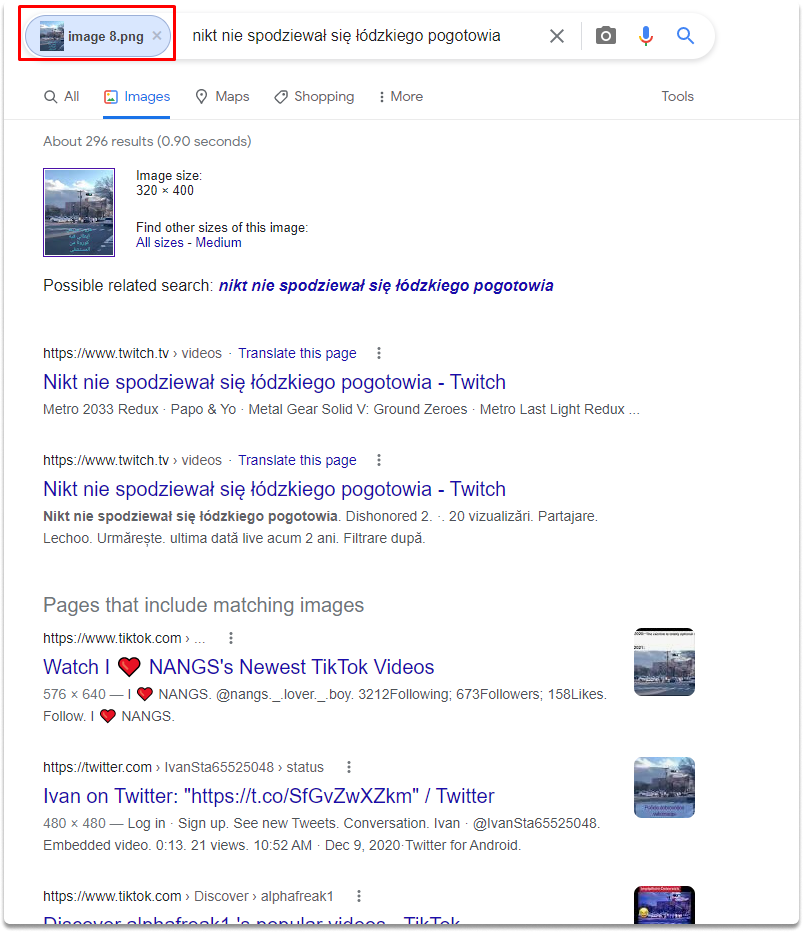 image 8.png × nikt nie spodziewał się łódzkiego pogotowia
All Images Maps Shopping More Tools
About 296 results (0.90 seconds)
Image size:
320 × 400
Find other sizes of this image:
All sizes - Medium
Possible related search: nikt nie spodziewał się łódzkiego pogotowia
https://www.twitch.tv › videos · Translate this page
Nikt nie spodziewał się łódzkiego pogotowia - Twitch
Metro 2033 Redux · Papo & Yo · Metal Gear Solid V: Ground Zeroes · Metro Last Light Redux ...
https://www.twitch.tv › videos · Translate this page
Nikt nie spodziewał się łódzkiego pogotowia - Twitch
Nikt nie spodziewał się łódzkiego pogotowia. Dishonored 2. ·. 20 vizualizări. Partajare.
Lechoo. Urmărește. ultima dată live acum 2 ani. Filtrare după.
Pages that include matching images
https://www.tiktok.com › ...
Watch I ❤️ NANGS's Newest TikTok Videos
576 × 640 — I ❤️ NANGS. @nangs._.lover._.boy. 3212Following; 673Followers; 158Likes.
Follow. I ❤️ NANGS.
https://twitter.com › IvanSta65525048 › status
Ivan on Twitter: "https://t.co/SfGvZwXZkm" / Twitter
480 × 480 — Log in · Sign up. See new Tweets. Conversation. Ivan · @IvanSta65525048.
Embedded video. 0:13. 21 views. 10:52 AM · Dec 9, 2020·Twitter for Android.
https://www.tiktok.com › Discover › alphafreak1
Discover alphafreak1 's popular videos - TikTok